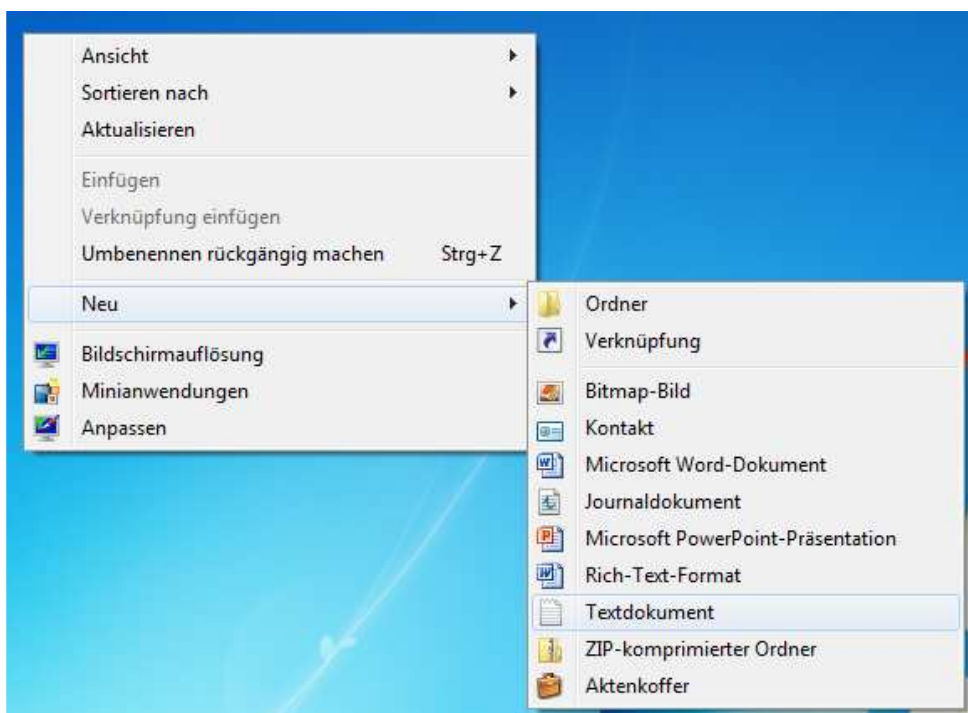 Ansicht
Sortieren nach
Aktualisieren
Einfügen
Verknüpfung einfügen
Umbenennen rückgängig machen Strg+Z
Neu
Bildschirmauflösung
Minianwendungen
Anpassen
Ordner
Verknüpfung
Bitmap-Bild
Kontakt
Microsoft Word-Dokument
Journaldokument
Microsoft PowerPoint-Präsentation
Rich-Text-Format
Textdokument
ZIP-komprimierter Ordner
Aktenkoffer